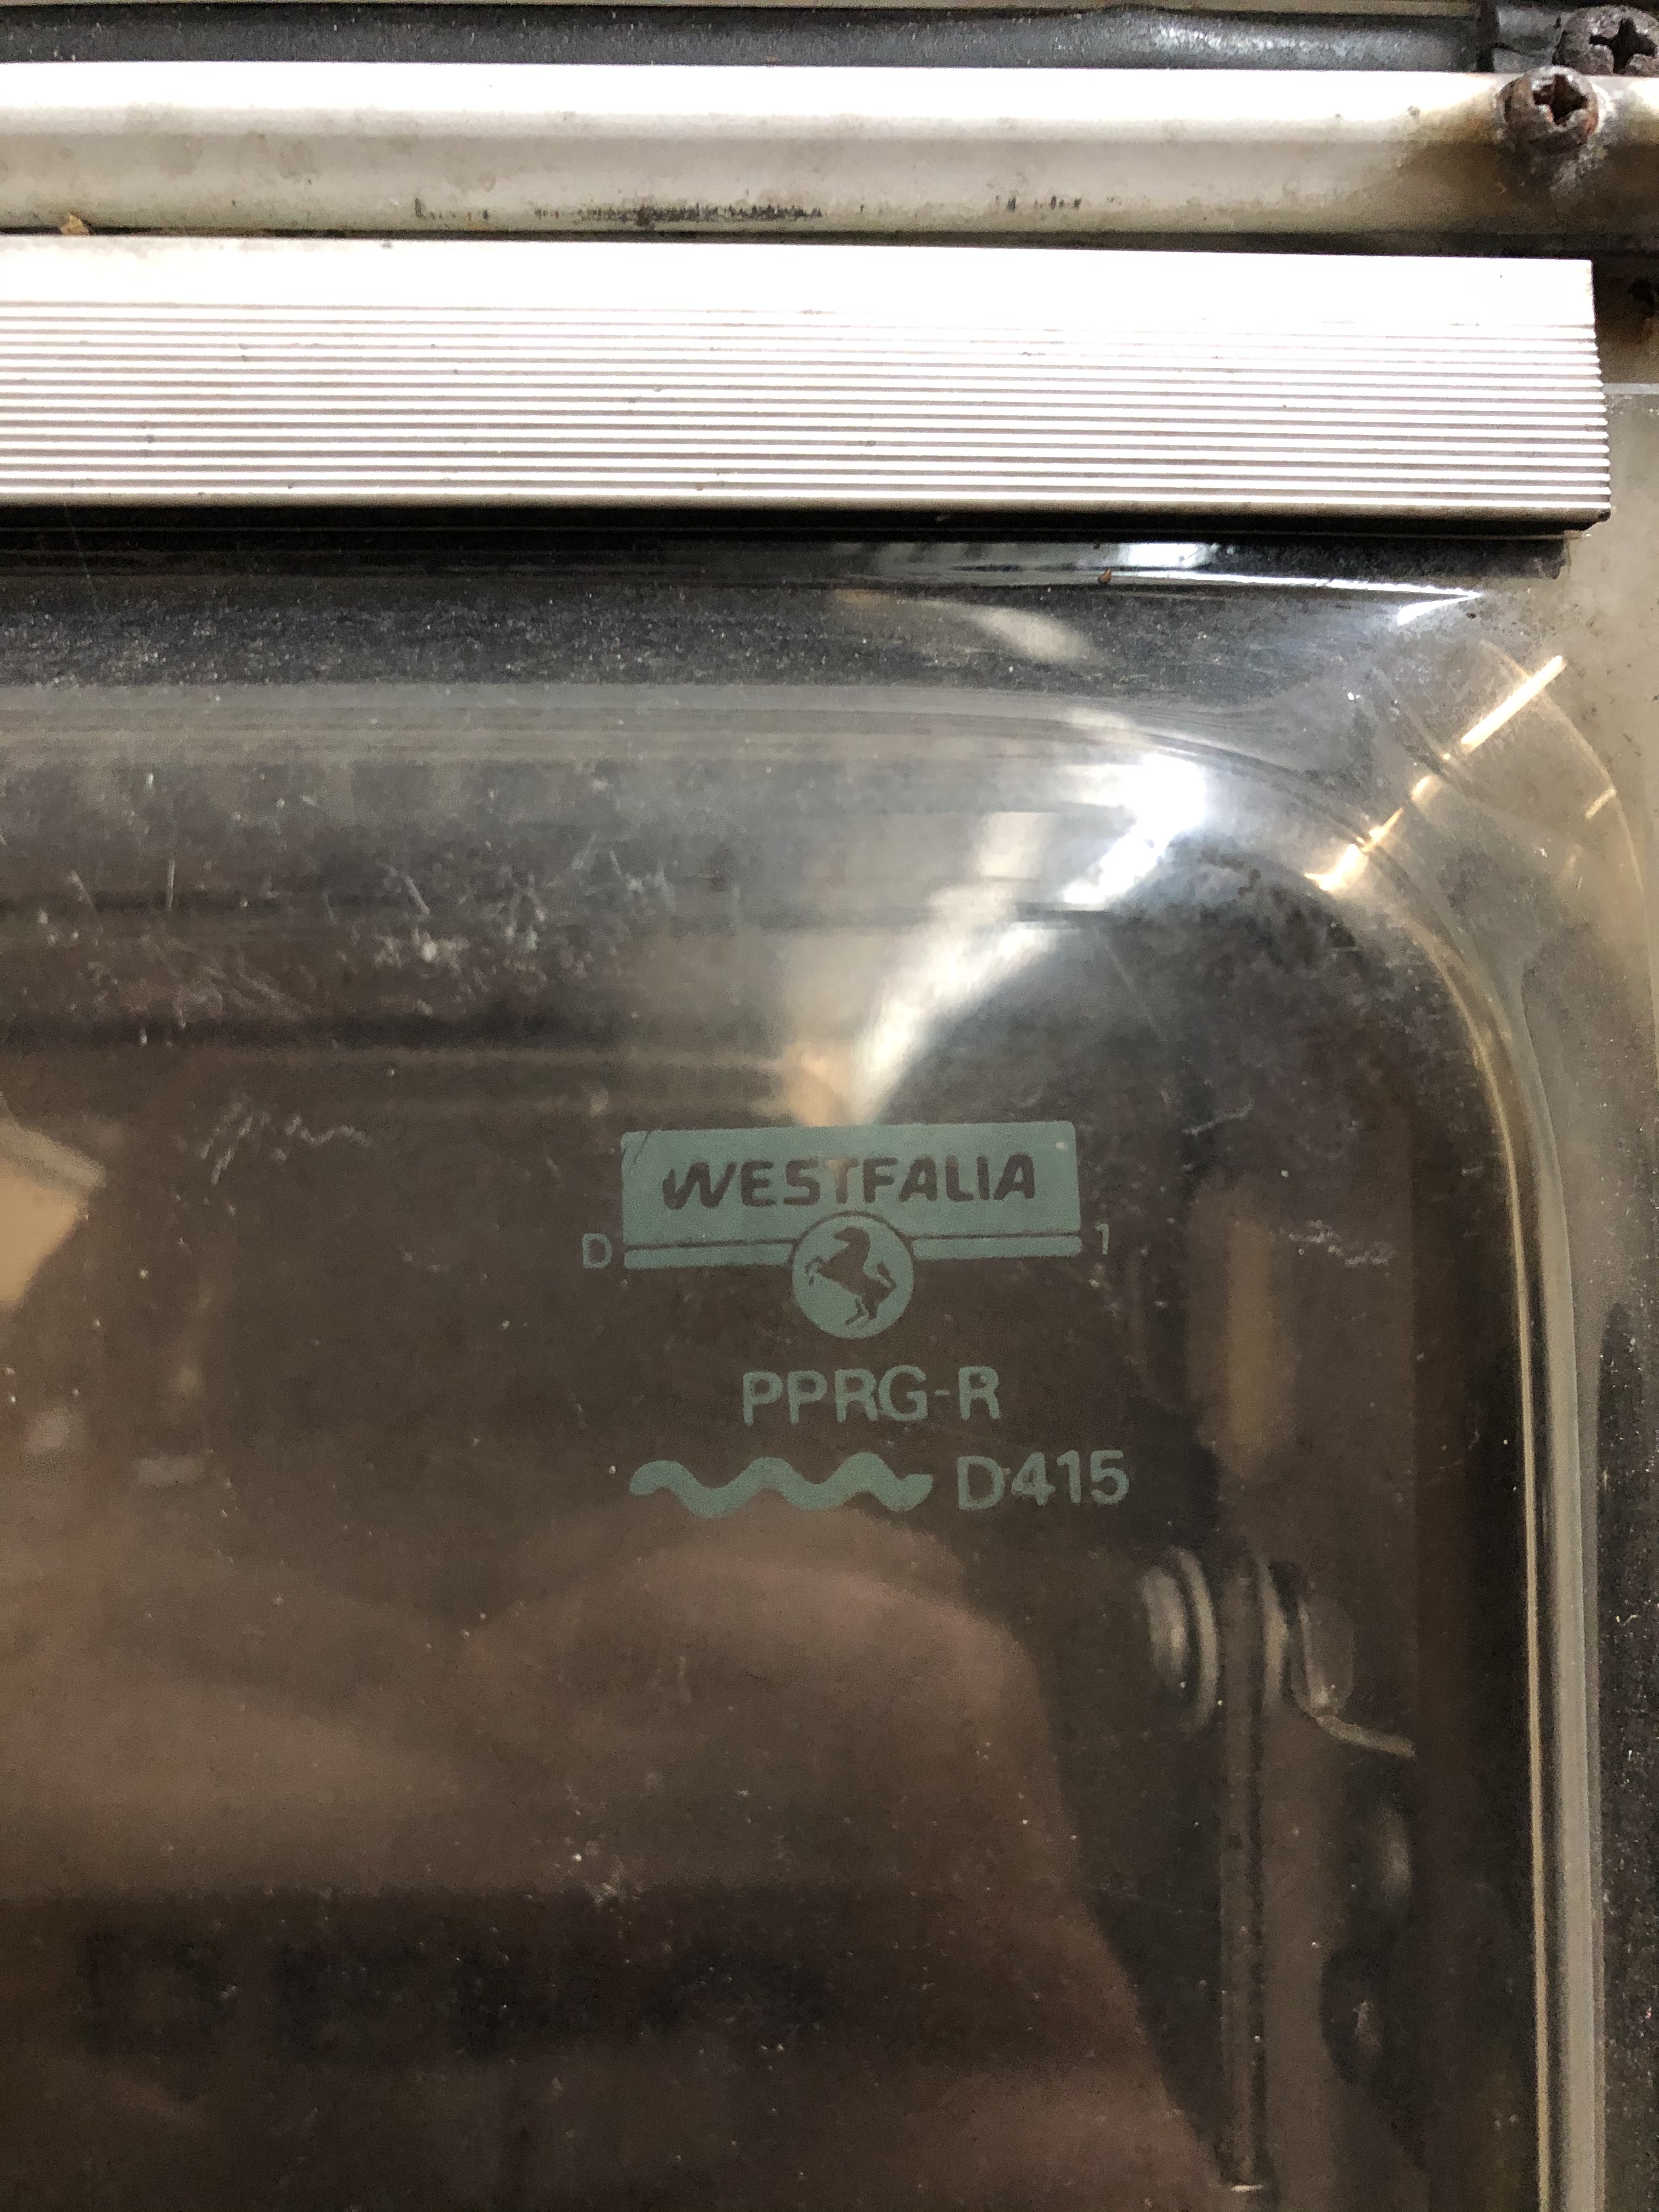 WESTFALIA
D 1
PPRG-R
D415